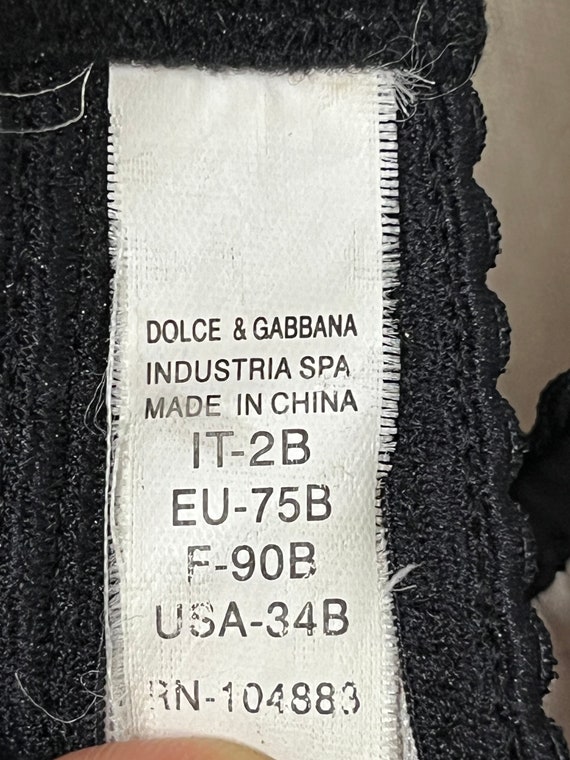 DOLCE & GABBANA
INDUSTRIA SPA
MADE IN CHINA
IT-2B
EU-75B
F-90B
USA-34B
RN-104883